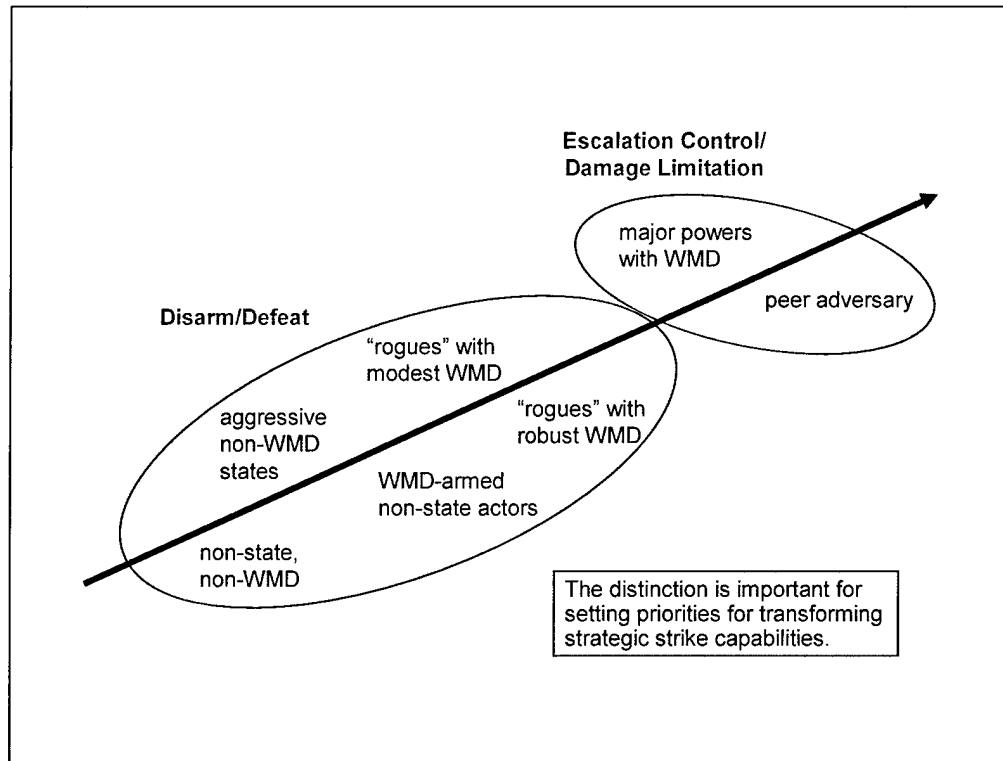 Escalation Control/
Damage Limitation
major powers
with WMD
peer adversary
Disarm/Defeat
“rogues” with
modest WMD
“rogues” with
robust WMD
aggressive
non-WMD
states
WMD-armed
non-state actors
non-state,
non-WMD
The distinction is important for
setting priorities for transforming
strategic strike capabilities.